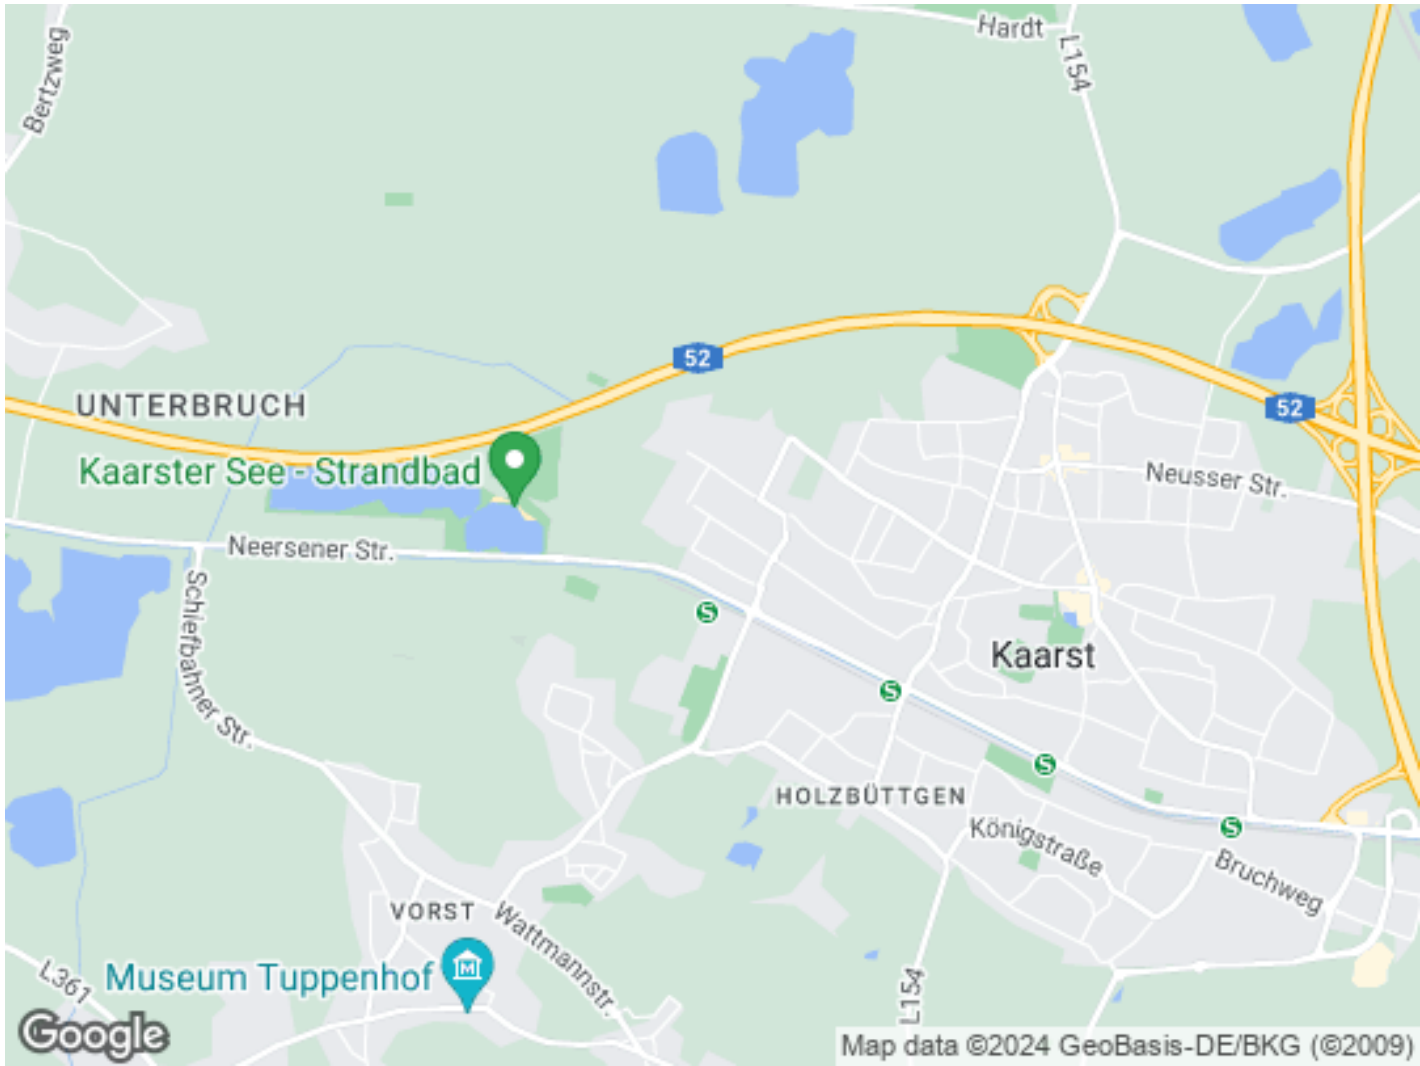 Hardt
L154
Bertzweg
52
UNTERBRUCH
52
Kaarster See - Strandbad
Neusser Str.
Neersener Str.
Schiefbahner Str.
S
Kaarst
S
S
HOLZBÜTTGEN
S
Königstraße
Bruchweg
VORST
Wattmannstr.
M
Museum Tuppenhof
L361
L154
Google
Map data ©2024 GeoBasis-DE/BKG (©2009)